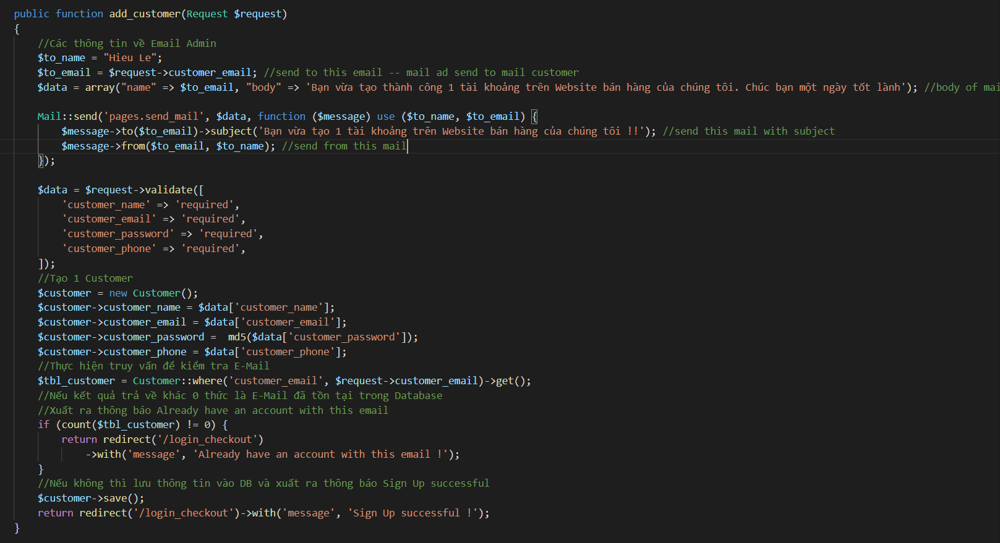 public function add_customer(Request $request)
{
    //Các thông tin về Email Admin
    $to_name = "Hieu Le";
    $to_email = $request->customer_email; //send to this email -- mail ad send to mail customer
    $data = array("name" => $to_email, "body" => 'Bạn vừa tạo thành công 1 tài khoảng trên Website bán hàng của chúng tôi. Chúc bạn một ngày tốt lành'); //body of mai
    Mail::send('pages.send_mail', $data, function ($message) use ($to_name, $to_email) {
        $message->to($to_email)->subject('Bạn vừa tạo 1 tài khoảng trên Website bán hàng của chúng tôi !!'); //send this mail with subject
        $message->from($to_email, $to_name); //send from this mail
    });
    $data = $request->validate([
        'customer_name' => 'required',
        'customer_email' => 'required',
        'customer_password' => 'required',
        'customer_phone' => 'required',
    ]);
    //Tạo 1 Customer
    $customer = new Customer();
    $customer->customer_name = $data['customer_name'];
    $customer->customer_email = $data['customer_email'];
    $customer->customer_password =  md5($data['customer_password']);
    $customer->customer_phone = $data['customer_phone'];
    //Thực hiện truy vấn để kiểm tra E-Mail
    $tbl_customer = Customer::where('customer_email', $request->customer_email)->get();
    //Nếu kết quả trả về khác 0 thức là E-Mail đã tồn tại trong Database
    //Xuất ra thông báo Already have an account with this email
    if (count($tbl_customer) != 0) {
        return redirect('/login_checkout')
            ->with('message', 'Already have an account with this email !');
    }
    //Nếu không thì lưu thông tin vào DB và xuất ra thông báo Sign Up successful
    $customer->save();
    return redirect('/login_checkout')->with('message', 'Sign Up successful !');
}